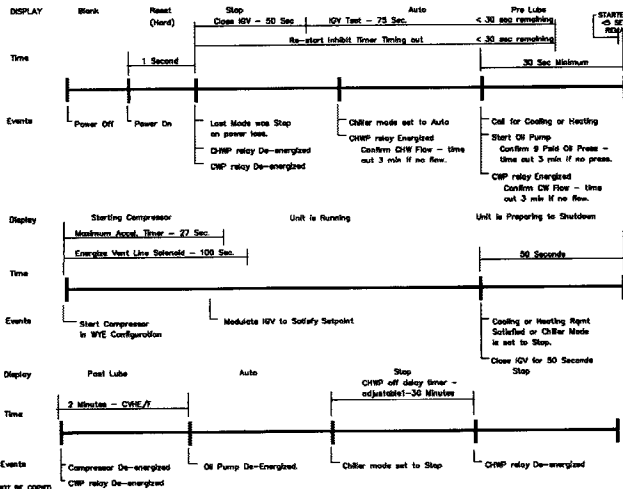 DISPLAY Blank Reset (Hard) Stop Auto Pre Lube STARTE
Close IGV - 50 Sec IGV Test - 75 Sec. < 30 sec remaining
Re-start Inhibit Timer Timing out < 30 sec remaining
Time 1 Second 30 Sec Minimum
Events Power Off Power On
Last Mode was Stop
on power loss.
CHWP relay De-energized
CWP relay De-energized
Chiller mode set to Auto
CHWP relay Energized
Confirm CHW Flow - time
out 3 min if no flow.
Call for Cooling or Heating
Start Oil Pump
Confirm 9 Psid Oil Press -
time out 3 min if no press.
CWP relay Energized
Confirm CW Flow - time
out 3 min if no flow.
Display Starting Compressor Unit is Running Unit is Preparing to Shutdown
Maximum Accel. Timer - 27 Sec.
Energize Vent Line Solenoid - 100 Sec.
Time 50 Seconds
Events Start Compressor
in WYE Configuration
Modulate IGV to Satisfy Setpoint
Cooling or Heating Rqmt
Satisfied or Chiller Mode
is set to Stop.
Close IGV for 50 Seconds
Stop
Display Post Lube Auto Stop
CHWP off delay timer -
adjustable1-30 Minutes
Time 2 Minutes - CVHE/F
Events Compressor De-energized
CWP relay De-energized
Oil Pump De-Energized.
Chiller mode set to Stop
CHWP relay De-energized